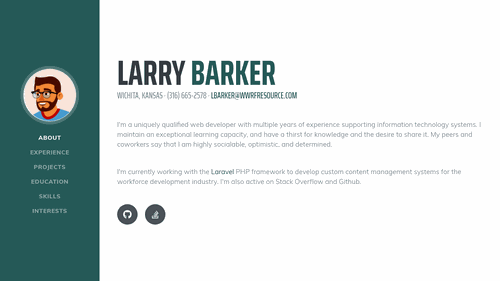 ABOUT
EXPERIENCE
PROJECTS
EDUCATION
SKILLS
INTERESTS
LARRY BARKER
WICHITA, KANSAS · (316) 665-2578 · LBARKER@WWRFRESOURCE.COM
I'm a uniquely qualified web developer with multiple years of experience supporting information technology systems. I
maintain an exceptional learning capacity, and have a thirst for knowledge and the desire to share it. My peers and
coworkers say that I am highly sociable, optimistic, and determined.
I'm currently working with the Laravel PHP framework to develop custom content management systems for the
workforce development industry. I'm also active on Stack Overflow and Github.